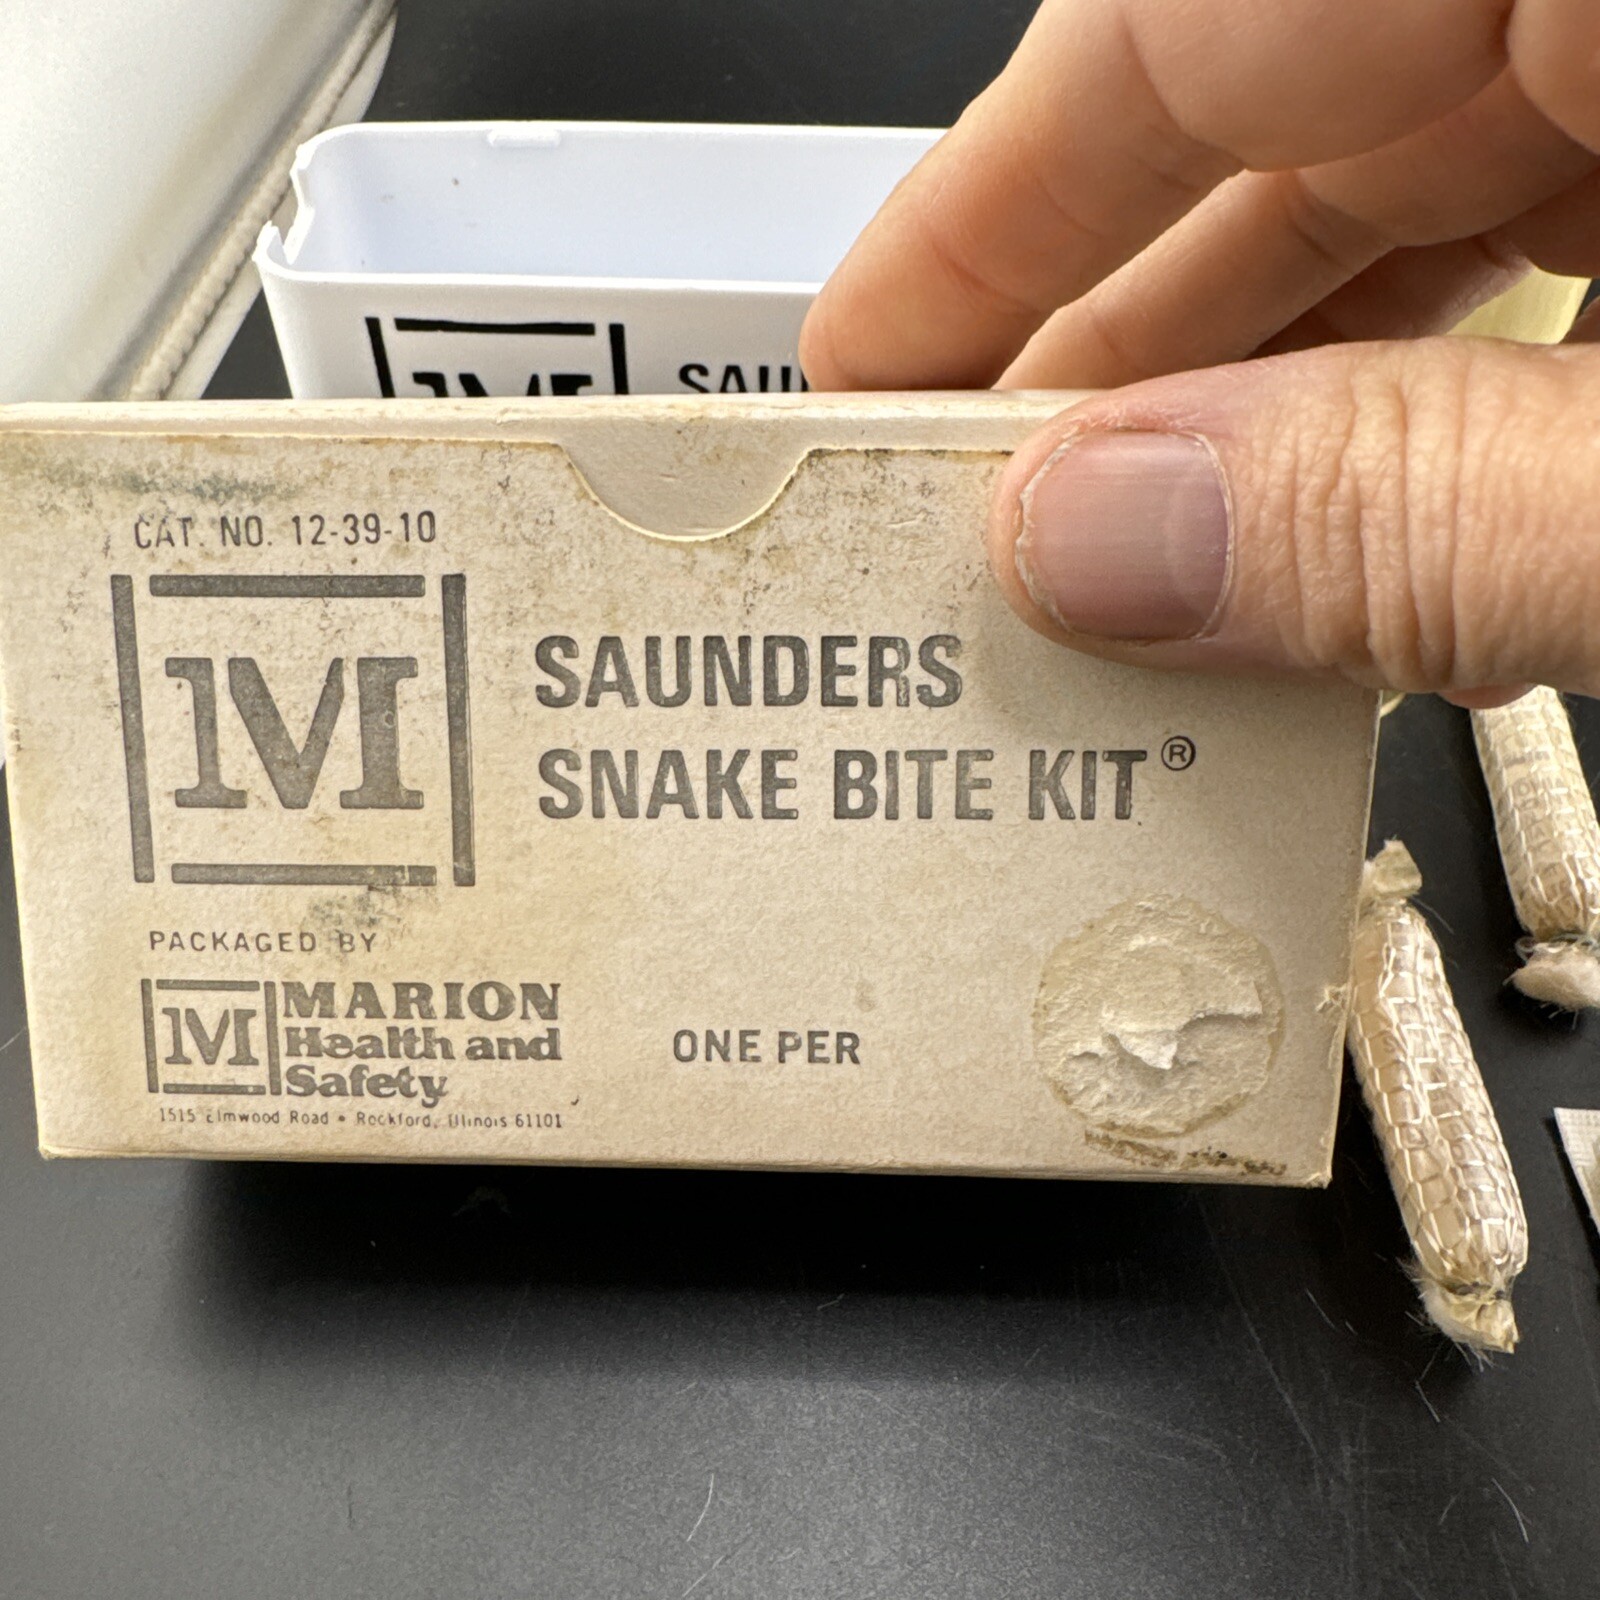 M SAU
CAT. NO. 12-39-10
M
SAUNDERS
SNAKE BITE KIT®
PACKAGED BY
M MARION
Health and
Safety
1515 Elmwood Road • Rockford, Illinois 61101
ONE PER